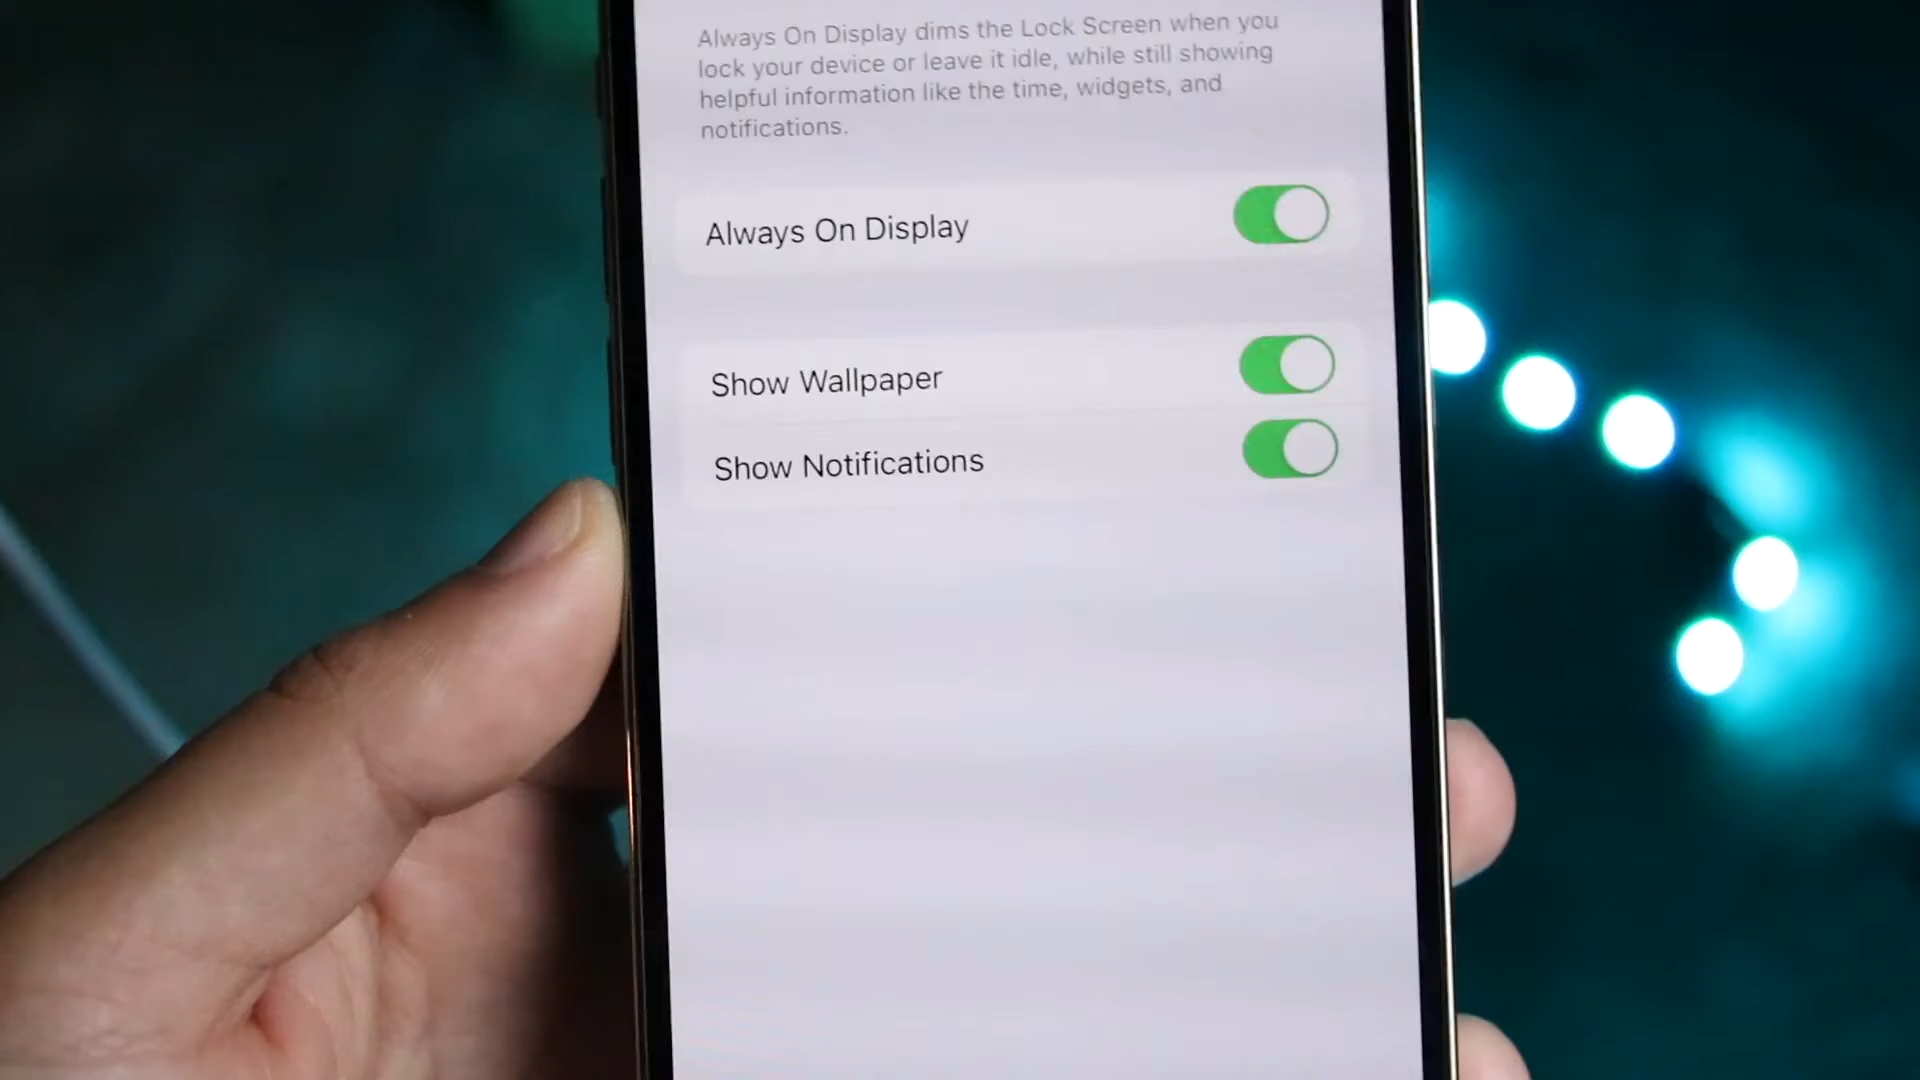 Always On Display dims the Lock Screen when you
lock your device or leave it idle, while still showing
helpful information like the time, widgets, and
notifications.
Always On Display
Show Wallpaper
Show Notifications